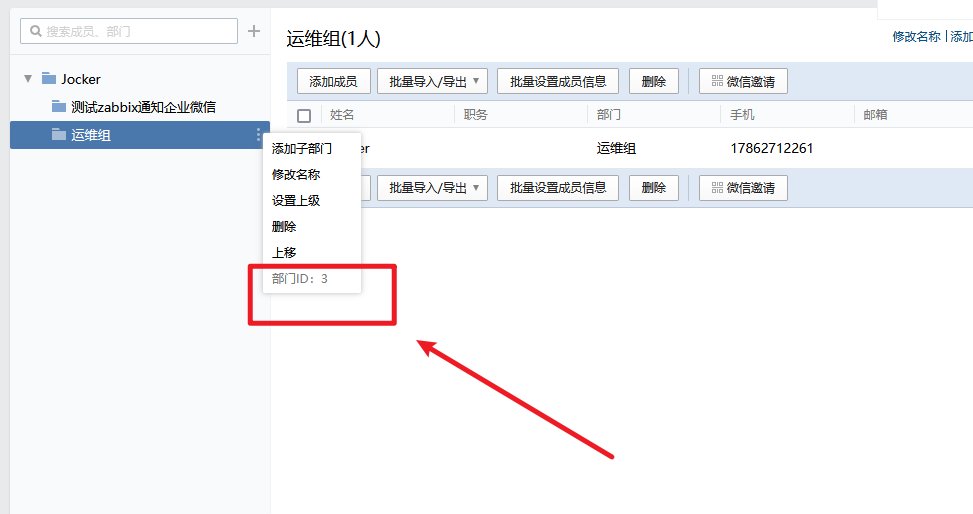 搜索成员、部门
Jocker
测试zabbix通知企业微信
运维组
添加子部门
修改名称
设置上级
删除
上移
部门ID：3
运维组(1人)
修改名称 | 添加
添加成员 批量导入/导出 批量设置成员信息 删除 微信邀请
姓名 职务 部门 手机 邮箱
er 运维组 17862712261
批量导入/导出 批量设置成员信息 删除 微信邀请